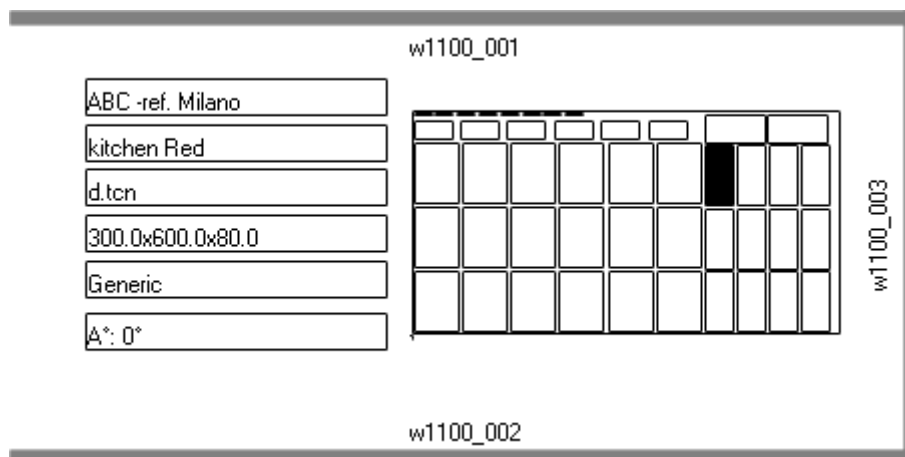 w1100_001
ABC -ref. Milano
kitchen Red
d.tcn
300.0x600.0x80.0
Generic
A°: 0°
w1100_003
w1100_002